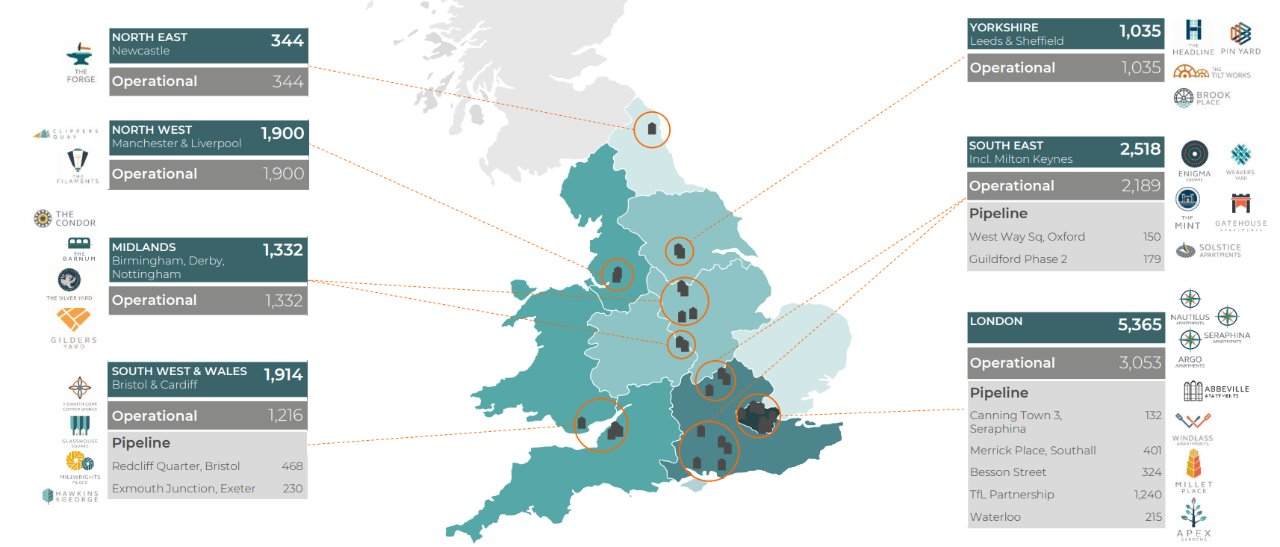 THE
FORGE
NORTH EAST 344
Newcastle
Operational 344
CLIPPERS
QUAY
THE
FILAMENTS
NORTH WEST 1,900
Manchester & Liverpool
Operational 1,900
THE
CONDOR
THE
BARNUM
THE SILVER YARD
GILDERS
YARD
MIDLANDS 1,332
Birmingham, Derby,
Nottingham
Operational 1,332
GLASSHOUSE
SQUARE
MILLWRIGHTS
PLACE
HAWKINS
&GEORGE
SOUTH WEST & WALES 1,914
Bristol & Cardiff
Operational 1,216
Pipeline
Redcliff Quarter, Bristol 468
Exmouth Junction, Exeter 230
YORKSHIRE 1,035
Leeds & Sheffield
Operational 1,035
THE
HEADLINE
PIN YARD
THE
TILT WORKS
BROOK
PLACE
SOUTH EAST 2,518
Incl. Milton Keynes
Operational 2,189
Pipeline
West Way Sq, Oxford 150
Guildford Phase 2 179
ENIGMA
SQUARE
WEAVERS
YARD
THE
MINT
GATEHOUSE
APARTMENTS
SOLSTICE
APARTMENTS
LONDON 5,365
Operational 3,053
Pipeline
Canning Town 3, 132
Seraphina
Merrick Place, Southall 401
Besson Street 324
TfL Partnership 1,240
Waterloo 215
NAUTILUS
APARTMENTS
SERAPHINA
APARTMENTS
ARGO
APARTMENTS
ABBEVILLE
APARTMENTS
WINDLASS
APARTMENTS
MILLET
PLACE
APEX
GARDENS